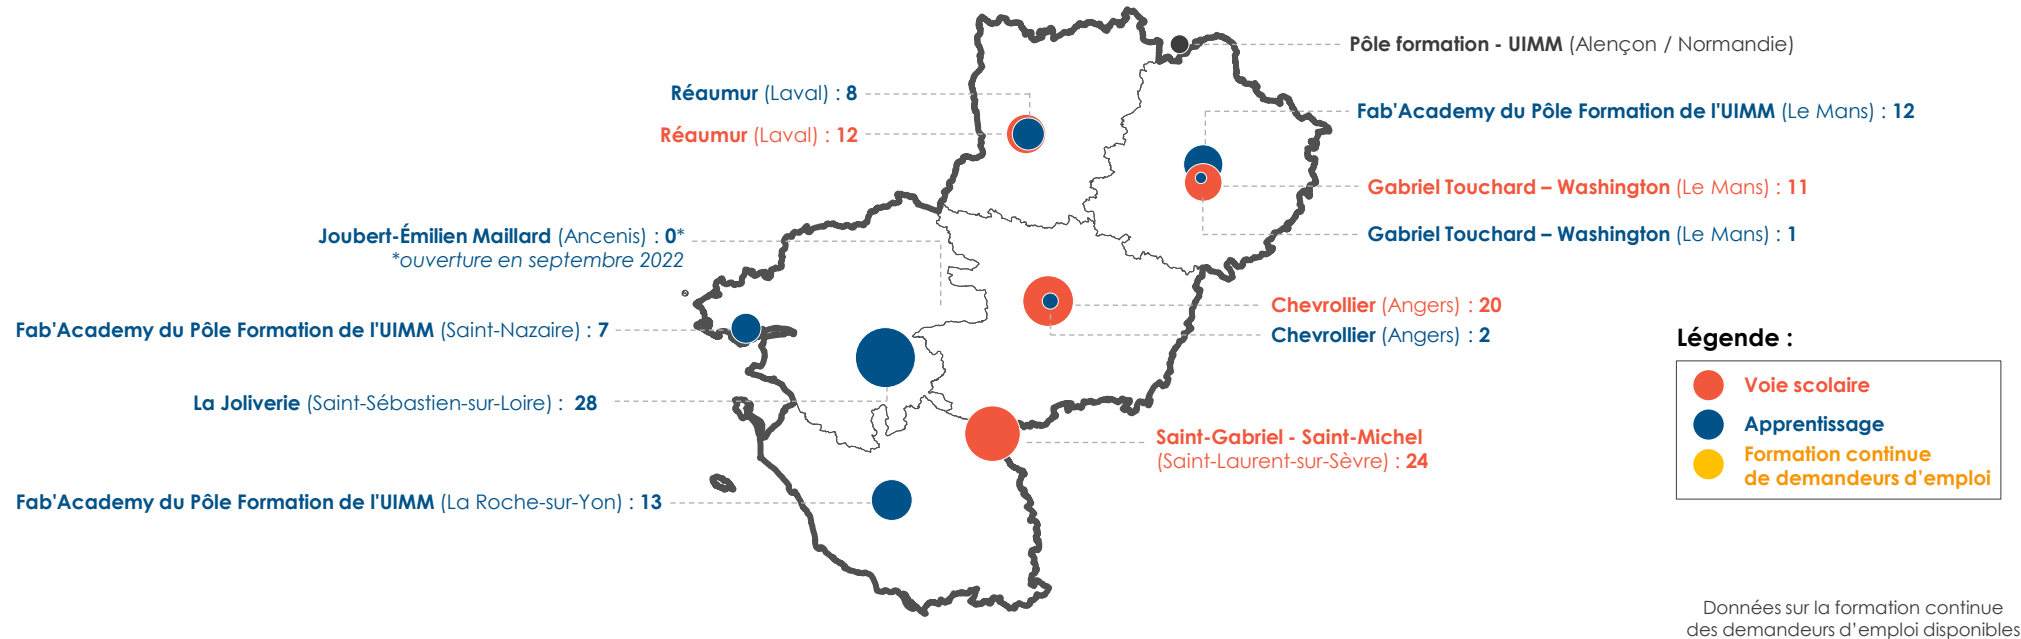 Pôle formation - UIMM (Alençon / Normandie)
Réaumur (Laval) : 8
Fab'Academy du Pôle Formation de l'UIMM (Le Mans) : 12
Réaumur (Laval) : 12
Gabriel Touchard – Washington (Le Mans) : 11
Joubert-Émilien Maillard (Ancenis) : 0*
*ouverture en septembre 2022
Gabriel Touchard – Washington (Le Mans) : 1
Chevrollier (Angers) : 20
Fab'Academy du Pôle Formation de l'UIMM (Saint-Nazaire) : 7
Chevrollier (Angers) : 2
La Joliverie (Saint-Sébastien-sur-Loire) : 28
Saint-Gabriel - Saint-Michel
(Saint-Laurent-sur-Sèvre) : 24
Fab'Academy du Pôle Formation de l'UIMM (La Roche-sur-Yon) : 13
Légende :
Voie scolaire
Apprentissage
Formation continue
de demandeurs d'emploi
Données sur la formation continue
des demandeurs d'emploi disponibles